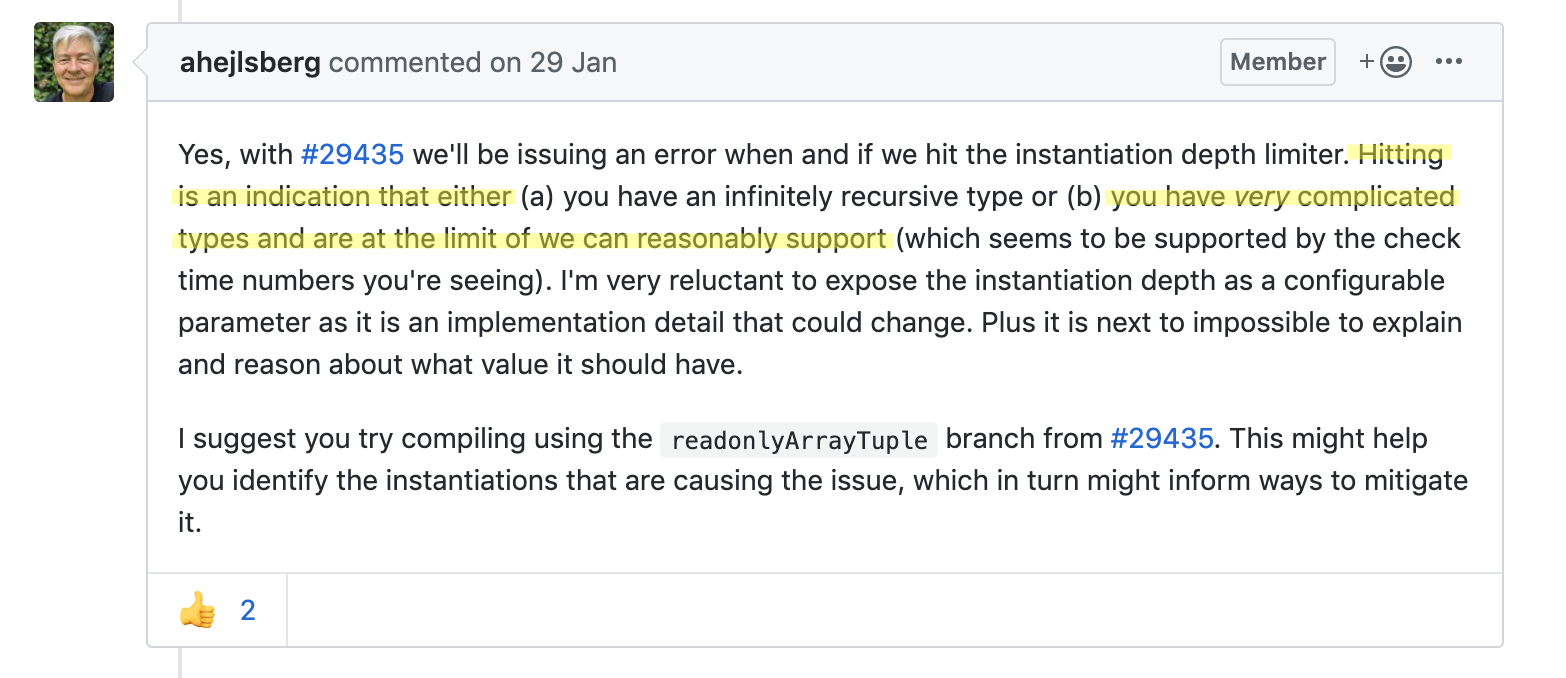 ahejlsberg commented on 29 Jan
Member
Yes, with #29435 we'll be issuing an error when and if we hit the instantiation depth limiter. Hitting
is an indication that either (a) you have an infinitely recursive type or (b) you have very complicated
types and are at the limit of we can reasonably support (which seems to be supported by the check
time numbers you're seeing). I'm very reluctant to expose the instantiation depth as a configurable
parameter as it is an implementation detail that could change. Plus it is next to impossible to explain
and reason about what value it should have.
I suggest you try compiling using the readonlyArrayTuple branch from #29435. This might help
you identify the instantiations that are causing the issue, which in turn might inform ways to mitigate
it.
2